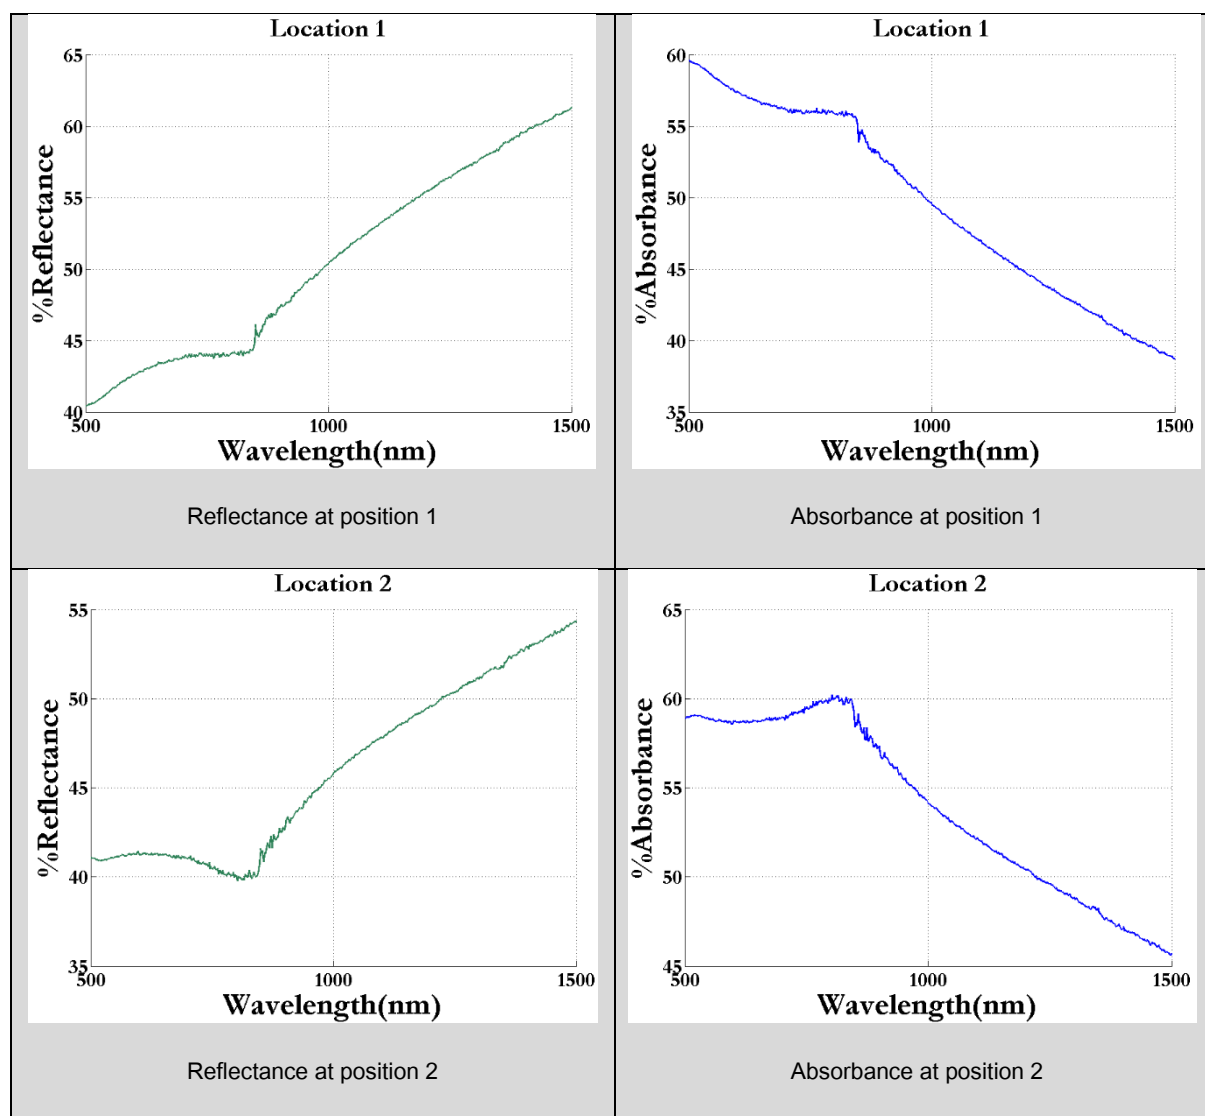 Location 1
65
60
55
50
45
40
500
1000
1500
%Reflectance
Wavelength(nm)
Reflectance at position 1
Location 1
60
55
50
45
40
35
500
1000
1500
%Absorbance
Wavelength(nm)
Absorbance at position 1
Location 2
55
50
45
40
35
500
1000
1500
%Reflectance
Wavelength(nm)
Reflectance at position 2
Location 2
65
60
55
50
45
500
1000
1500
%Absorbance
Wavelength(nm)
Absorbance at position 2